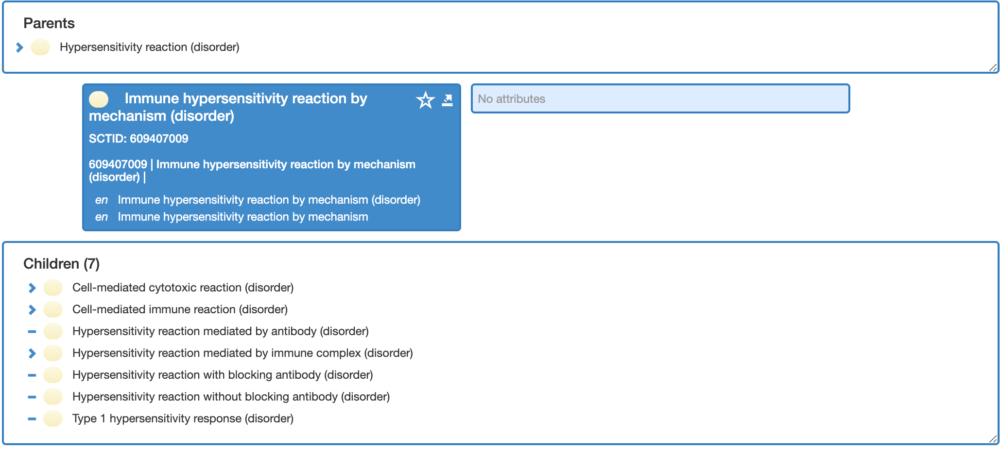 Parents
Hypersensitivity reaction (disorder)
Immune hypersensitivity reaction by
mechanism (disorder)
No attributes
SCTID: 609407009
609407009 | Immune hypersensitivity reaction by mechanism
(disorder) |
en Immune hypersensitivity reaction by mechanism (disorder)
en Immune hypersensitivity reaction by mechanism
Children (7)
Cell-mediated cytotoxic reaction (disorder)
Cell-mediated immune reaction (disorder)
Hypersensitivity reaction mediated by antibody (disorder)
Hypersensitivity reaction mediated by immune complex (disorder)
Hypersensitivity reaction with blocking antibody (disorder)
Hypersensitivity reaction without blocking antibody (disorder)
Type 1 hypersensitivity response (disorder)